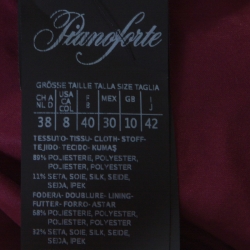 Pianoforte
GRÖSSE TAILLE TALLA SIZE TAGLIA
CH A NL D USA CA COL F B MEX GB I J
38 8 40 30 10 42
TESSUTO-TISSU-CLOTH-STOFF-
TEJIDO-TECIDO-KUMAŞ
89% POLIESTERE, POLYESTER,
POLYESTER, POLYESTER
11% SETA, SOIE, SILK, SEIDE,
SEDA, İPEK
FODERA-DOUBLURE-LINING-
FUTTER-FORRO-ASTAR
68% POLIESTERE, POLYESTER,
POLYESTER, POLYESTER
32% SETA, SOIE, SILK, SEIDE,
SEDA, İPEK